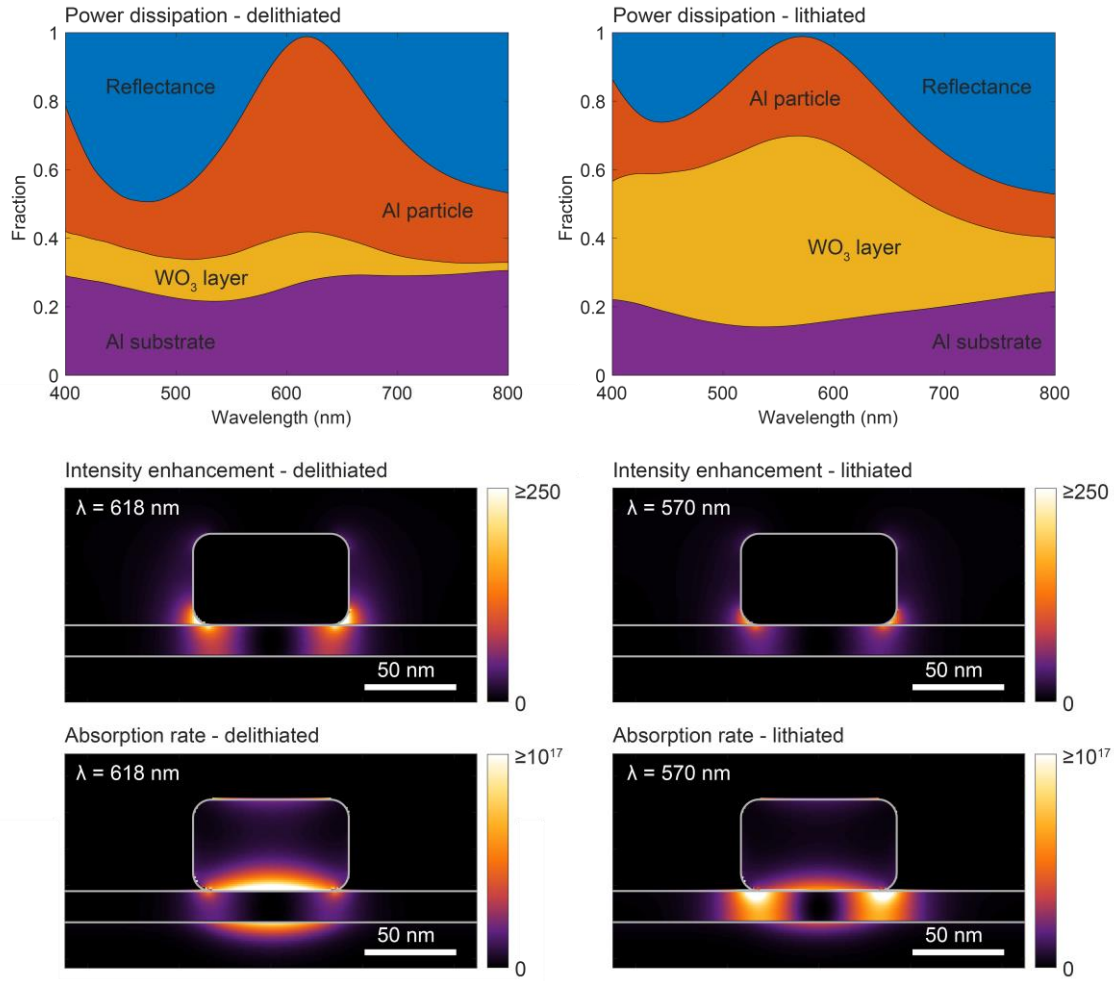 Power dissipation - delithiated
1
0.8
0.6
0.4
0.2
0
Fraction
Reflectance
Al particle
WO₃ layer
Al substrate
400
500
600
700
800
Wavelength (nm)
Power dissipation - lithiated
1
0.8
0.6
0.4
0.2
0
Fraction
Al particle
Reflectance
WO₃ layer
Al substrate
400
500
600
700
800
Wavelength (nm)
Intensity enhancement - delithiated
λ = 618 nm
50 nm
≥250
0
Intensity enhancement - lithiated
λ = 570 nm
50 nm
≥250
0
Absorption rate - delithiated
λ = 618 nm
50 nm
≥10¹⁷
0
Absorption rate - lithiated
λ = 570 nm
50 nm
≥10¹⁷
0